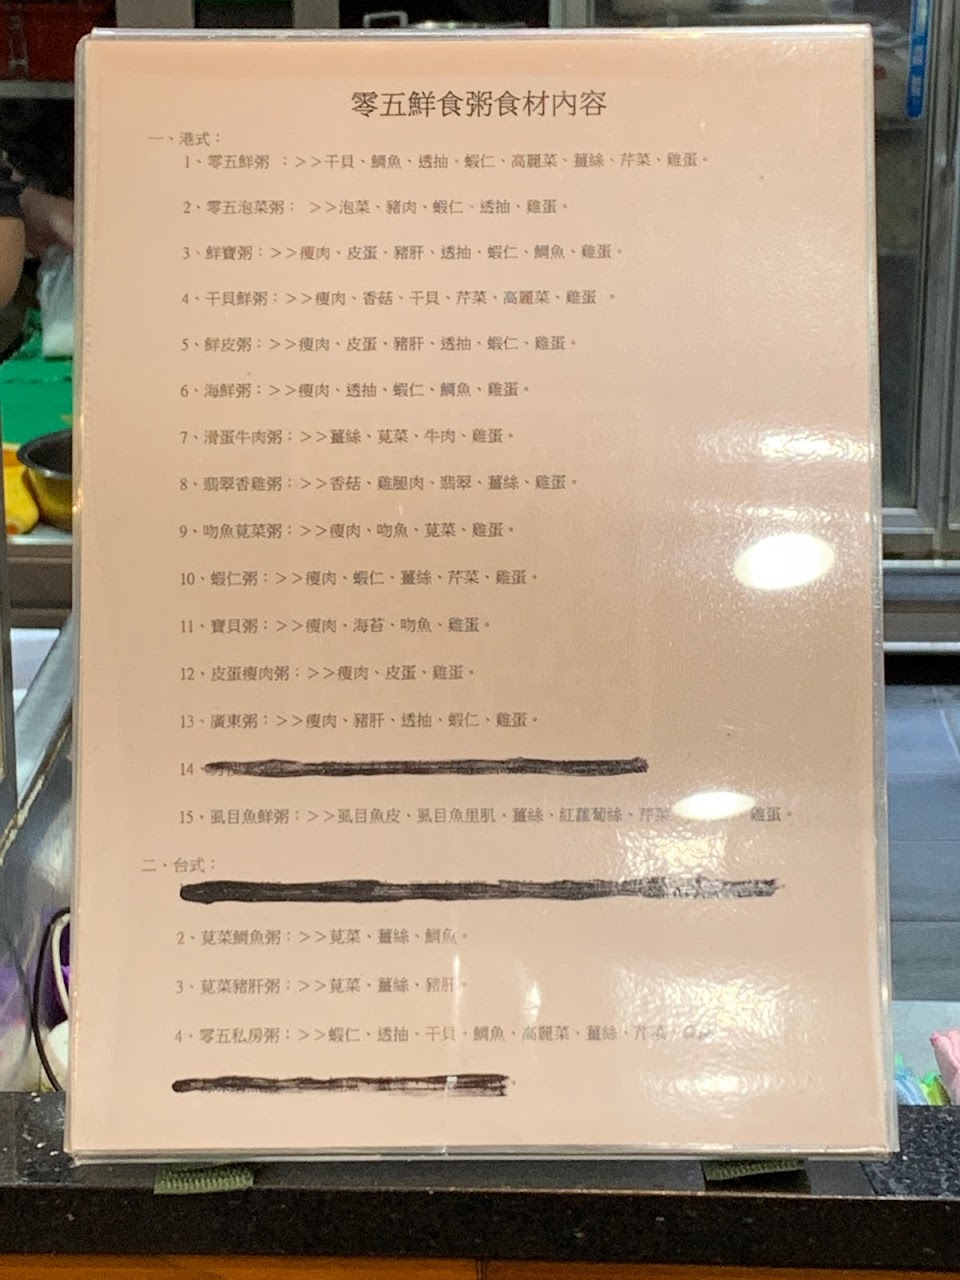 零五鮮食粥食材內容
一、港式：
1、零五鮮粥 ：>>干貝、鯛魚、透抽、蝦仁、高麗菜、薑絲、芹菜、雞蛋。
2、零五泡菜粥： >>泡菜、豬肉、蝦仁、透抽、雞蛋。
3、鮮寶粥：>>瘦肉、皮蛋、豬肝、透抽、蝦仁、鯛魚、雞蛋。
4、干貝鮮粥：>>瘦肉、香菇、干貝、芹菜、高麗菜、雞蛋 。
5、鮮皮粥：>>瘦肉、皮蛋、豬肝、透抽、蝦仁、雞蛋。
6、海鮮粥：>>瘦肉、透抽、蝦仁、鯛魚、雞蛋。
7、滑蛋牛肉粥：>>薑絲、莧菜、牛肉、雞蛋。
8、翡翠香雞粥：>>香菇、雞腿肉、翡翠、薑絲、雞蛋。
9、吻魚莧菜粥：>>瘦肉、吻魚、莧菜、雞蛋。
10、蝦仁粥：>>瘦肉、蝦仁、薑絲、芹菜、雞蛋。
11、寶貝粥：>>瘦肉、海苔、吻魚、雞蛋。
12、皮蛋瘦肉粥：>>瘦肉、皮蛋、雞蛋。
13、廣東粥：>>瘦肉、豬肝、透抽、蝦仁、雞蛋。
14、
15、虱目魚鮮粥：>>虱目魚皮、虱目魚里肌、薑絲、紅蘿蔔絲、芹菜 雞蛋。
二、台式：
2、莧菜鯛魚粥：>>莧菜、薑絲、鯛魚。
3、莧菜豬肝粥：>>莧菜、薑絲、豬肝。
4、零五私房粥：>>蝦仁、透抽、干貝、鯛魚、高麗菜、薑絲、芹菜